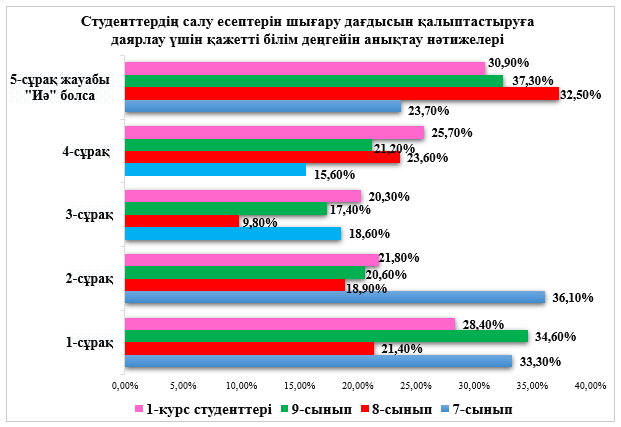 Студенттердің салу есептерін шығару дағдысын қалыптастыруға
даярлау үшін қажетті білім деңгейін анықтау нәтижелері
5-сұрақ жауабы
"Иә" болса
30,90%
37,30%
32,50%
23,70%
4-сұрақ
25,70%
21,20%
23,60%
15,60%
3-сұрақ
20,30%
17,40%
9,80%
18,60%
2-сұрақ
21,80%
20,60%
18,90%
36,10%
1-сұрақ
28,40%
34,60%
21,40%
33,30%
0,00% 5,00% 10,00% 15,00% 20,00% 25,00% 30,00% 35,00% 40,00%
1-курс студенттері 9-сынып 8-сынып 7-сынып